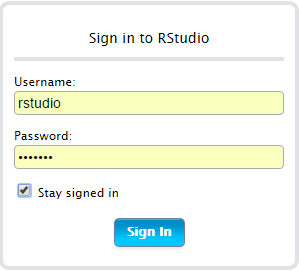 Sign in to RStudio
Username:
rstudio
Password:
•••••••
Stay signed in
Sign In